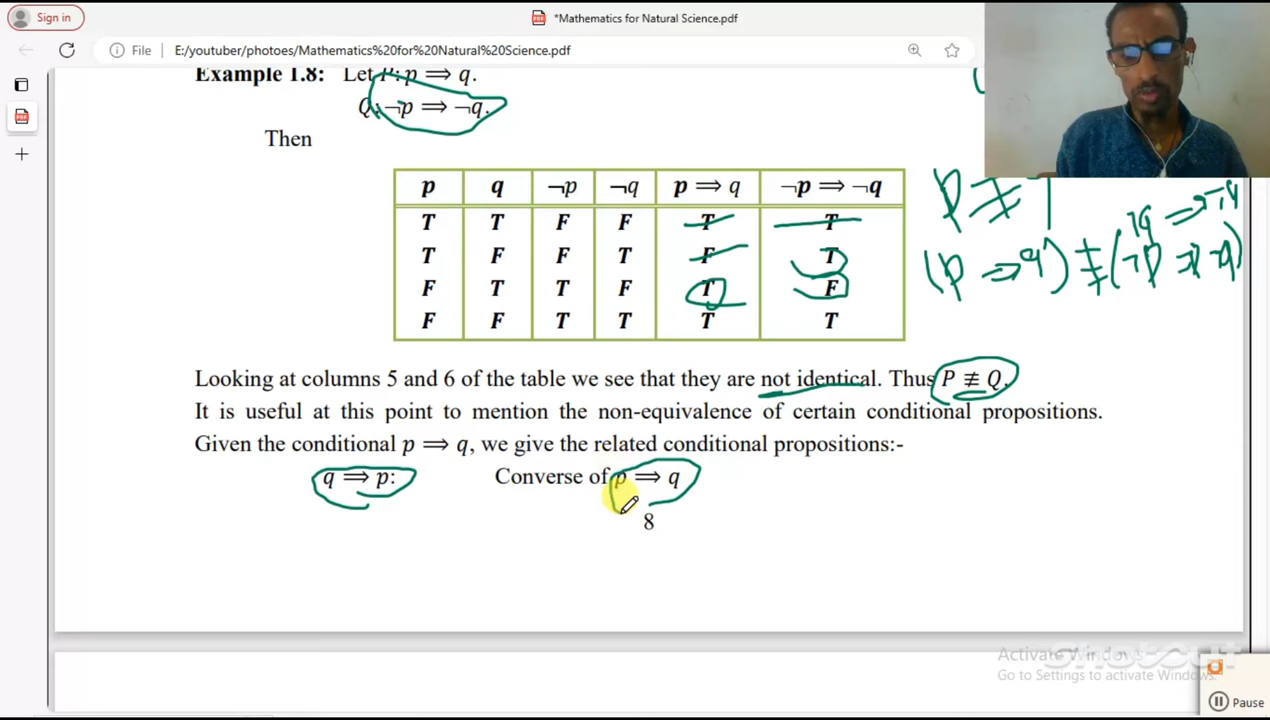 Sign in
*Mathematics for Natural Science.pdf
File E:/youtuber/photoes/Mathematics%20for%20Natural%20Science.pdf
Example 1.8: Let P: p ⟹ q.
Q: ¬p ⟹ ¬q.
Then
p q ¬p ¬q p ⟹ q ¬p ⟹ ¬q
T T F F T T
T F F T F T
F T T F T F
F F T T T T
p ≢
¬q ⇒ ¬q
(p ⇒ q) ≢ (¬p ⇒ ¬q)
Looking at columns 5 and 6 of the table we see that they are not identical. Thus P ≢ Q.
It is useful at this point to mention the non-equivalence of certain conditional propositions.
Given the conditional p ⟹ q, we give the related conditional propositions:-
q ⟹ p: Converse of p ⟹ q
8
Activate Windows
Go to Settings to activate Windows.
Pause